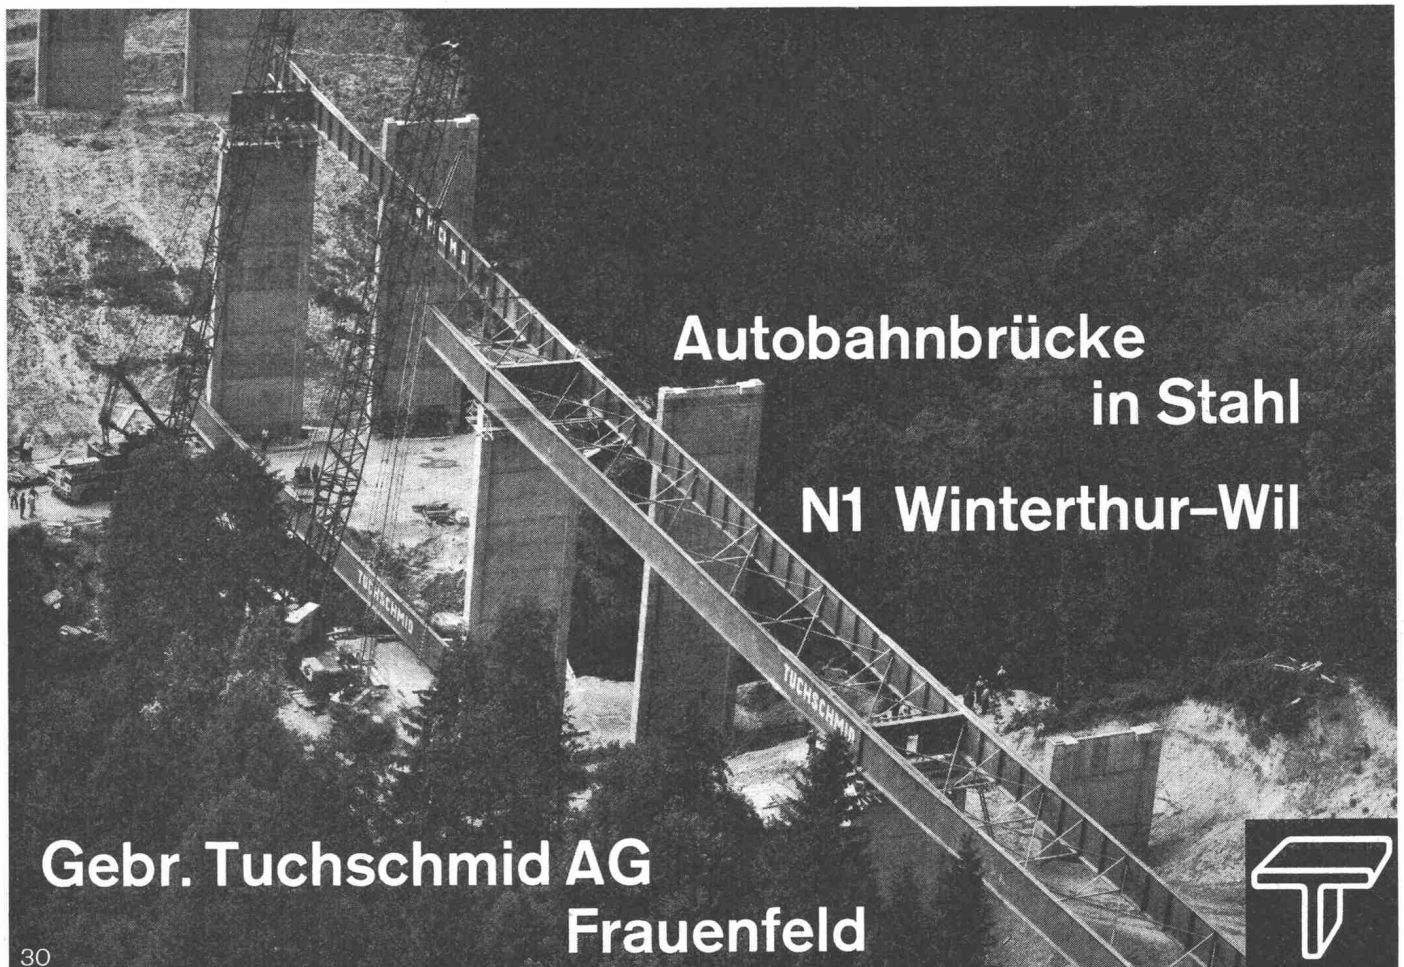 Autobahnbrücke
in Stahl
N1 Winterthur–Wil
TUCHSCHMID
TUCHSCHMID
Gebr. Tuchschmid AG
Frauenfeld
30